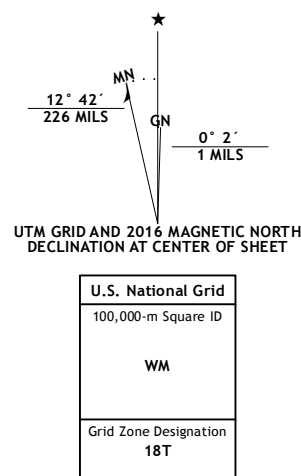 ★
MN
GN
12° 42´
226 MILS
0° 2´
1 MILS
UTM GRID AND 2016 MAGNETIC NORTH
DECLINATION AT CENTER OF SHEET
U.S. National Grid
100,000-m Square ID
WM
Grid Zone Designation
18T